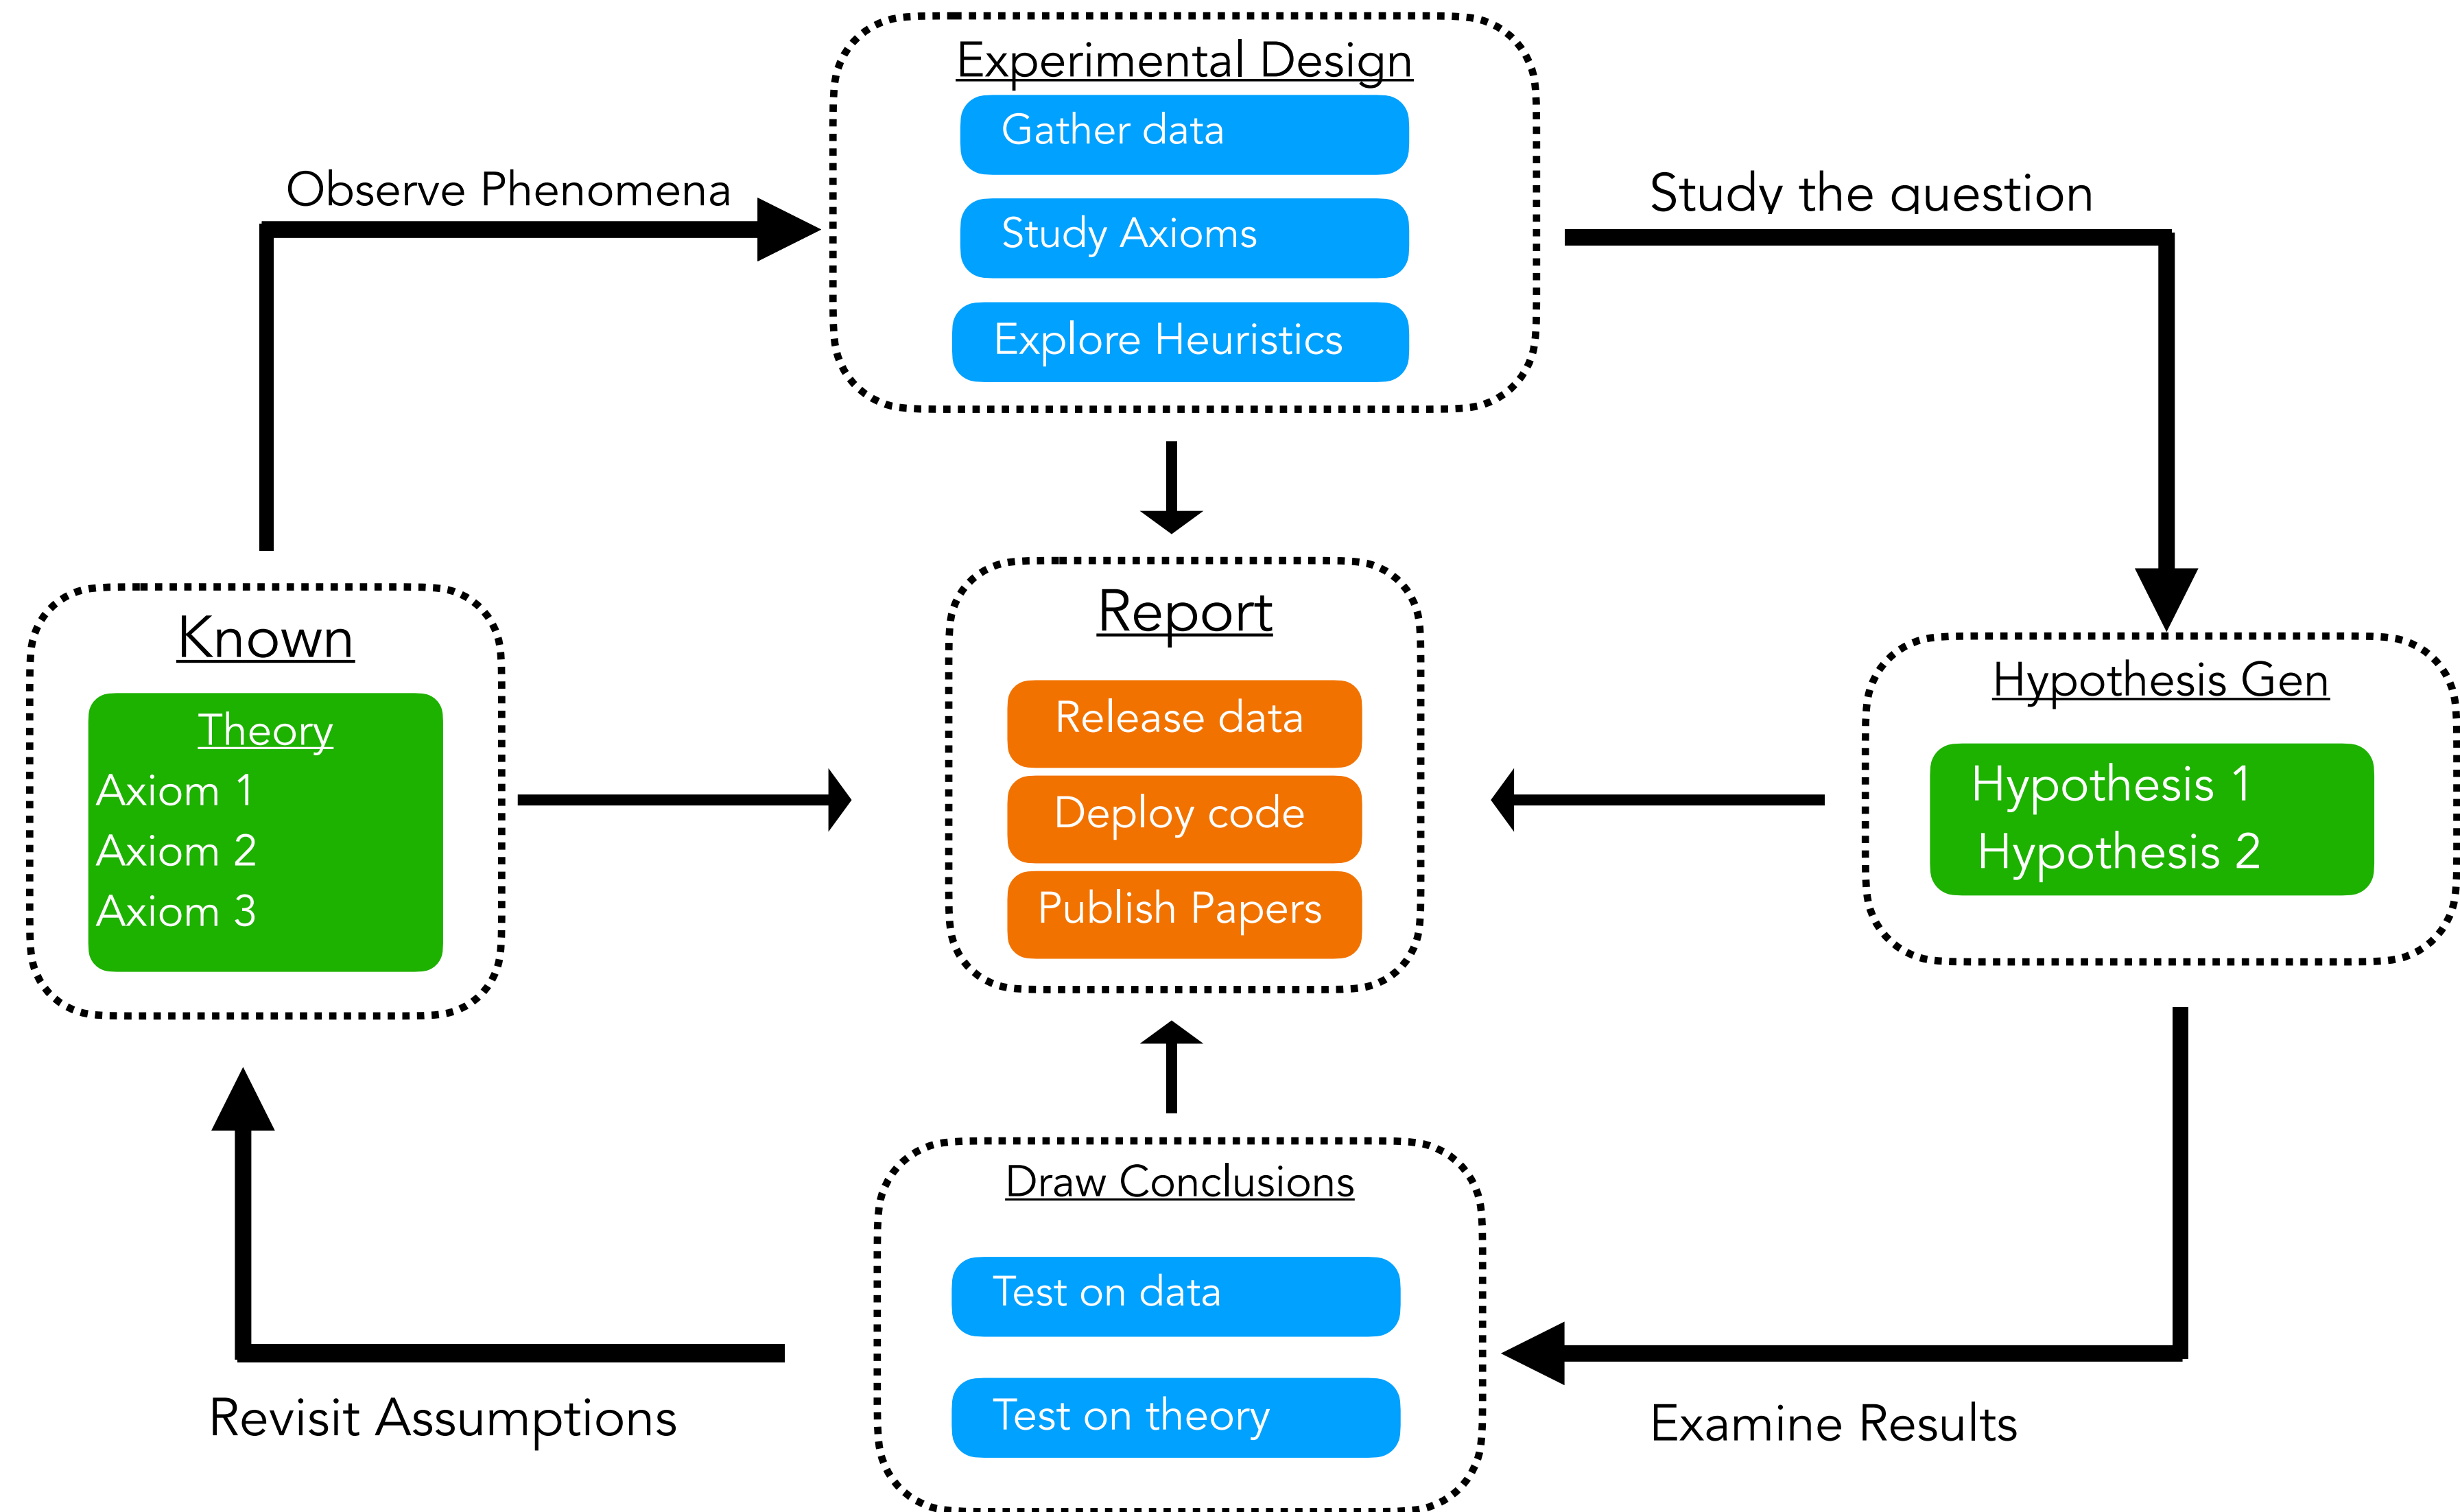 Experimental Design
Gather data
Study Axioms
Explore Heuristics
Observe Phenomena
Study the question
Known
Theory
Axiom 1
Axiom 2
Axiom 3
Report
Release data
Deploy code
Publish Papers
Hypothesis Gen
Hypothesis 1
Hypothesis 2
Draw Conclusions
Test on data
Test on theory
Revisit Assumptions
Examine Results